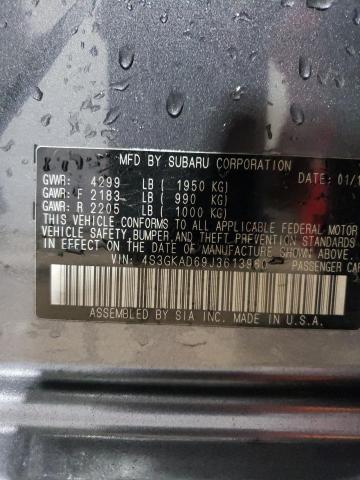 MFD BY SUBARU CORPORATION
GVWR: 4299 LB ( 1950 KG) DATE: 01/1
GAWR: F 2183 LB ( 990 KG)
GAWR: R 2205 LB ( 1000 KG)
THIS VEHICLE CONFORMS TO ALL APPLICABLE FEDERAL MOTOR
VEHICLE SAFETY, BUMPER, AND THEFT PREVENTION STANDARDS
IN EFFECT ON THE DATE OF MANUFACTURE SHOWN ABOVE.
VIN: 4S3GKAD69J3613960 PASSENGER CAR
ASSEMBLED BY SIA INC. MADE IN U.S.A.